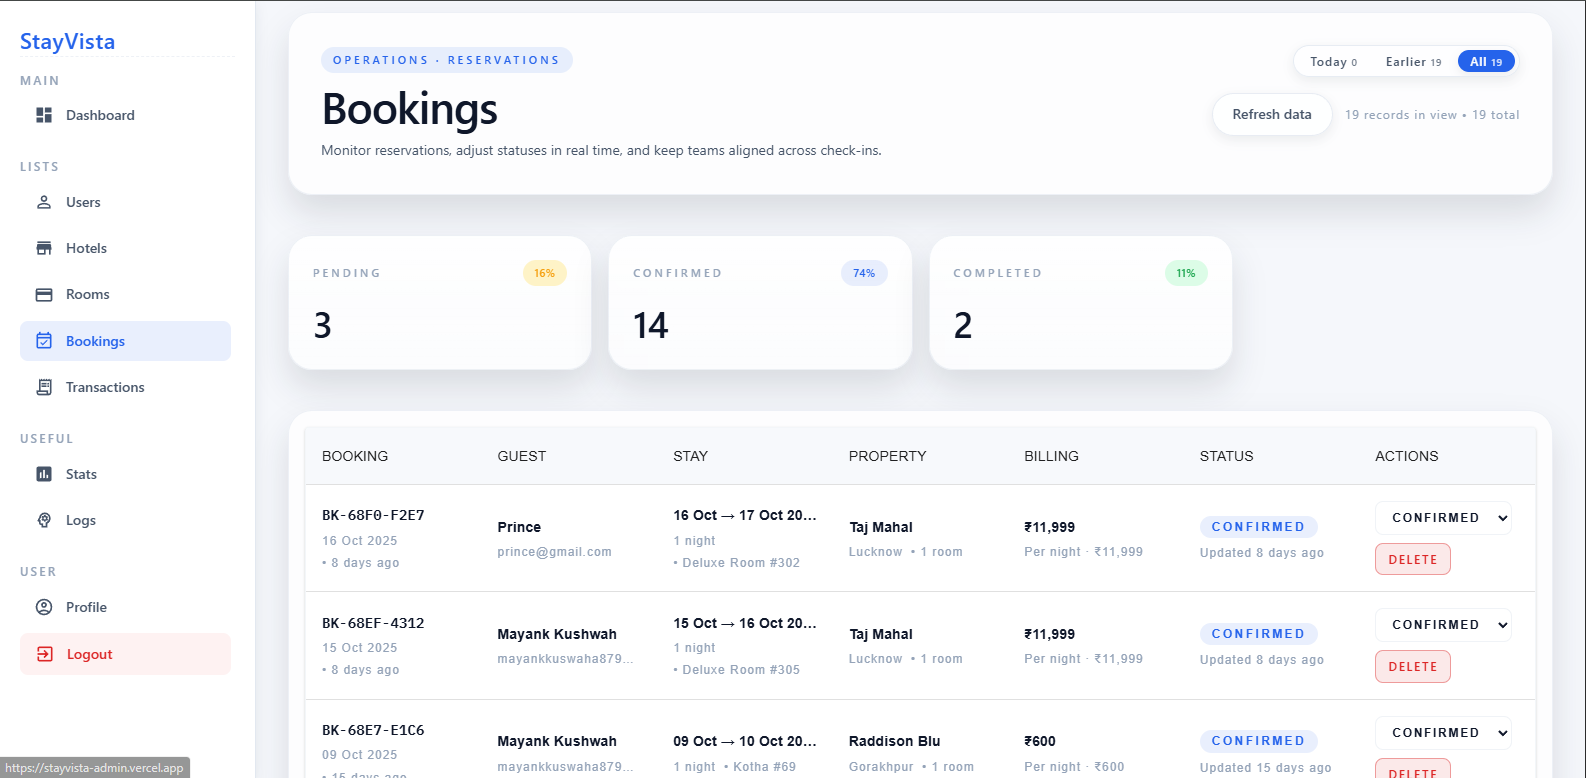 StayVista
MAIN
Dashboard
LISTS
Users
Hotels
Rooms
Bookings
Transactions
USEFUL
Stats
Logs
USER
Profile
Logout
https://stayvista-admin.vercel.app
OPERATIONS · RESERVATIONS
Bookings
Monitor reservations, adjust statuses in real time, and keep teams aligned across check-ins.
Today 0 Earlier 19 All 19
Refresh data 19 records in view • 19 total
PENDING 16%
3
CONFIRMED 74%
14
COMPLETED 11%
2
BOOKING GUEST STAY PROPERTY BILLING STATUS ACTIONS
BK-68F0-F2E7
16 Oct 2025
• 8 days ago
Prince
prince@gmail.com
16 Oct → 17 Oct 20...
1 night
• Deluxe Room #302
Taj Mahal
Lucknow • 1 room
₹11,999
Per night · ₹11,999
CONFIRMED
Updated 8 days ago
CONFIRMED
DELETE
BK-68EF-4312
15 Oct 2025
• 8 days ago
Mayank Kushwah
mayankkuswaha879...
15 Oct → 16 Oct 20...
1 night
• Deluxe Room #305
Taj Mahal
Lucknow • 1 room
₹11,999
Per night · ₹11,999
CONFIRMED
Updated 8 days ago
CONFIRMED
DELETE
BK-68E7-E1C6
09 Oct 2025
• 15 days ago
Mayank Kushwah
mayankkuswaha879...
09 Oct → 10 Oct 20...
1 night • Kotha #69
Raddison Blu
Gorakhpur • 1 room
₹600
Per night · ₹600
CONFIRMED
Updated 15 days ago
CONFIRMED
DELETE